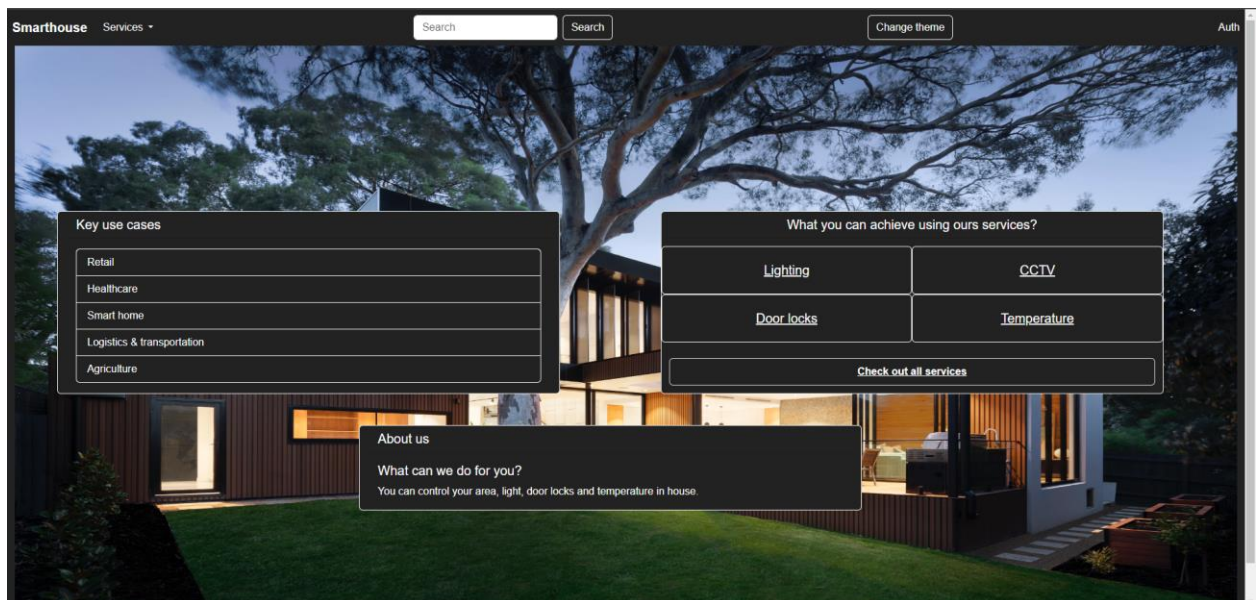 Smarthouse Services Search Search Change theme Auth
Key use cases
Retail
Healthcare
Smart home
Logistics & transportation
Agriculture
What you can achieve using ours services?
Lighting CCTV
Door locks Temperature
Check out all services
About us
What can we do for you?
You can control your area, light, door locks and temperature in house.